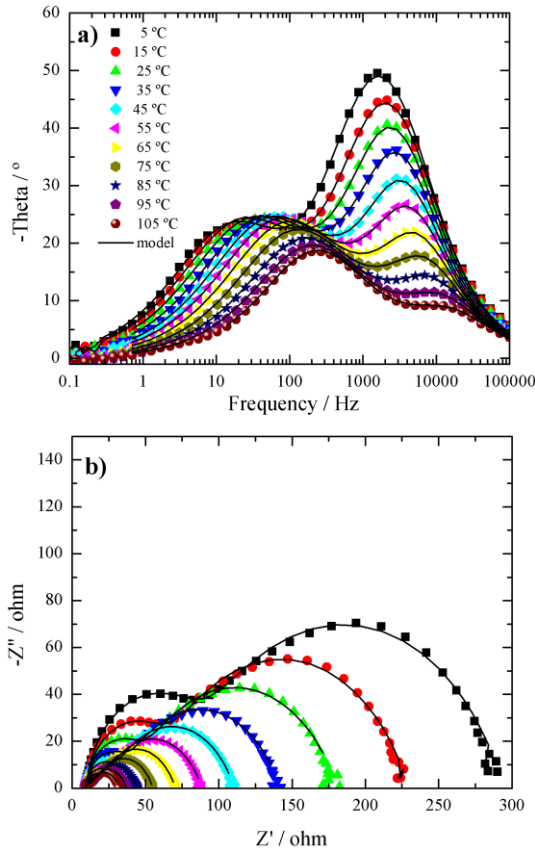 a)
5 ºC
15 ºC
25 ºC
35 ºC
45 ºC
55 ºC
65 ºC
75 ºC
85 ºC
95 ºC
105 ºC
model
60
50
40
30
20
10
0
-Theta / º
0.1 1 10 100 1000 10000 100000
Frequency / Hz
b)
140
120
100
80
60
40
20
0
-Z'' / ohm
0 50 100 150 200 250 300
Z' / ohm